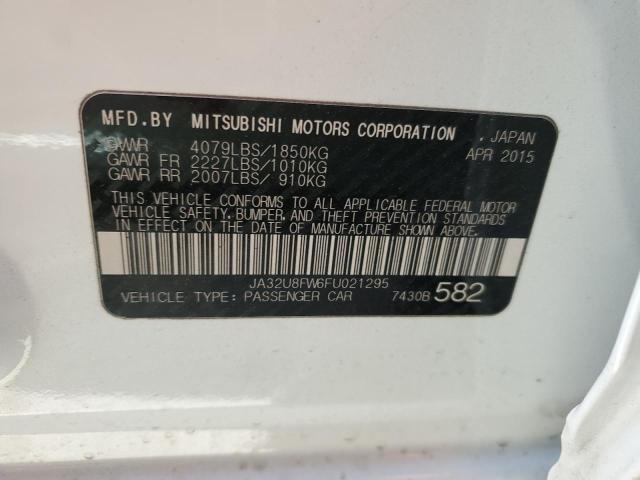 MFD.BY MITSUBISHI MOTORS CORPORATION , JAPAN
GVWR 4079LBS/1850KG APR 2015
GAWR FR 2227LBS/1010KG
GAWR RR 2007LBS/ 910KG
THIS VEHICLE CONFORMS TO ALL APPLICABLE FEDERAL MOTOR
VEHICLE SAFETY, BUMPER, AND THEFT PREVENTION STANDARDS
IN EFFECT ON THE DATE OF MANUFACTURE SHOWN ABOVE.
JA32U8FW6FU021295
VEHICLE TYPE: PASSENGER CAR 7430B 582